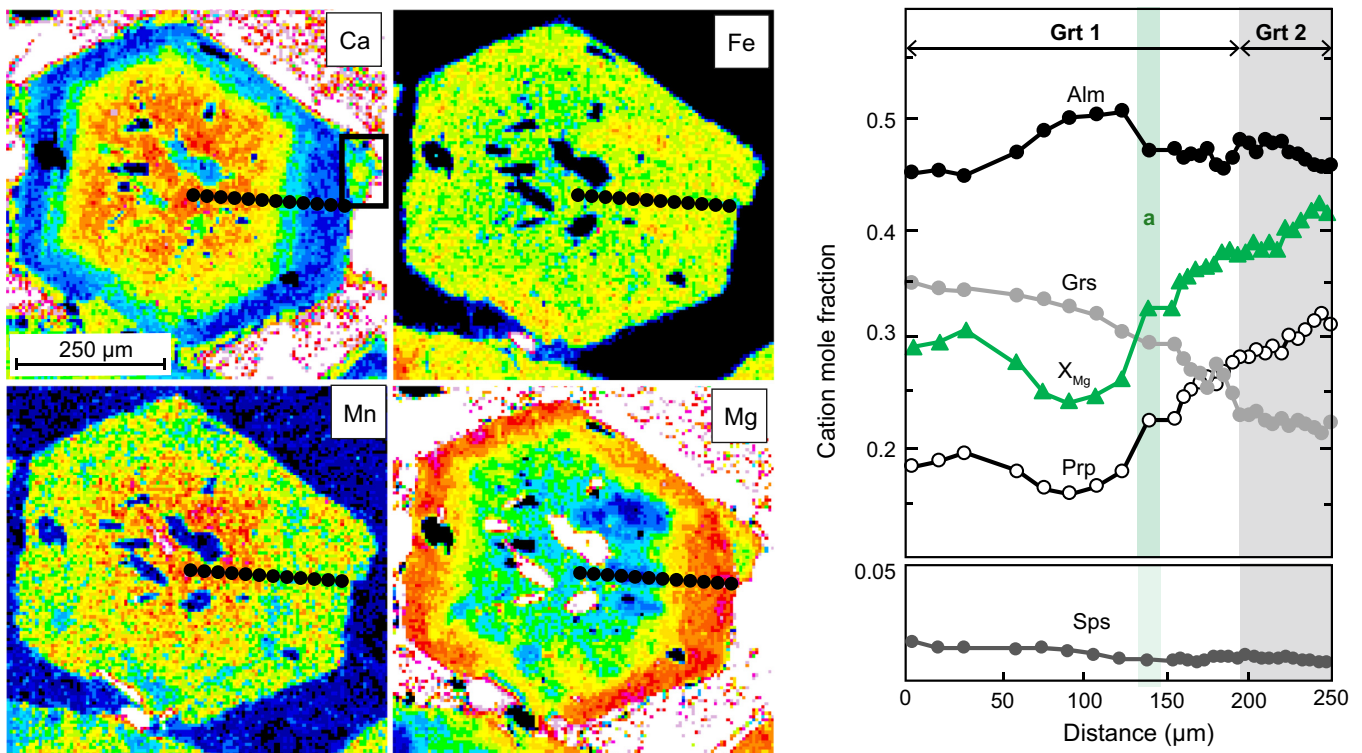 Ca
Fe
250 µm
Mn
Mg
Grt 1
Grt 2
Alm
a
Grs
XMg
Prp
Sps
0.5
0.4
0.3
0.2
0.05
Cation mole fraction
0
50
100
150
200
250
Distance (µm)